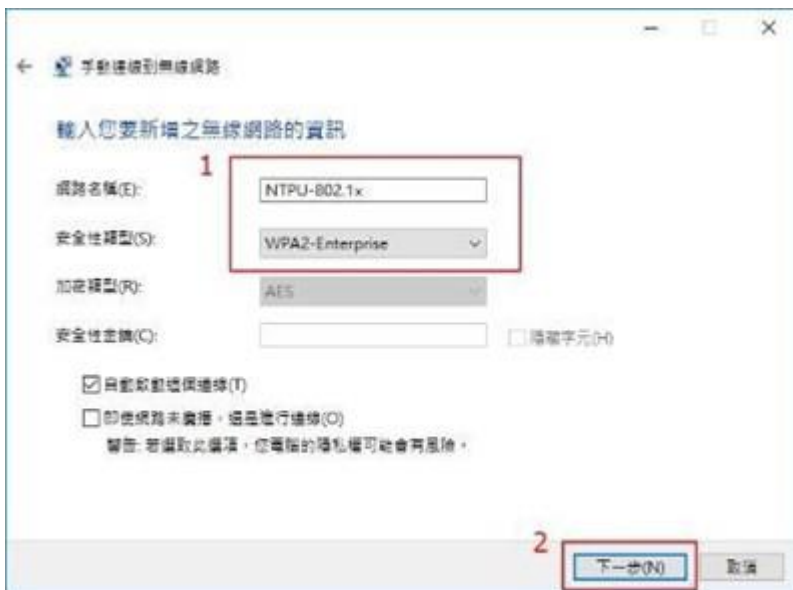 手動連線到無線網路
輸入您要新增之無線網路的資訊
1
網路名稱(E): NTPU-802.1x
安全性類型(S): WPA2-Enterprise
加密類型(R): AES
安全性金鑰(C): 隱藏字元(H)
自動啟動這個連線(T)
即使網路未廣播，還是進行連線(O)
警告: 若選取此選項，您電腦的隱私權可能會有風險。
2
下一步(N) 取消